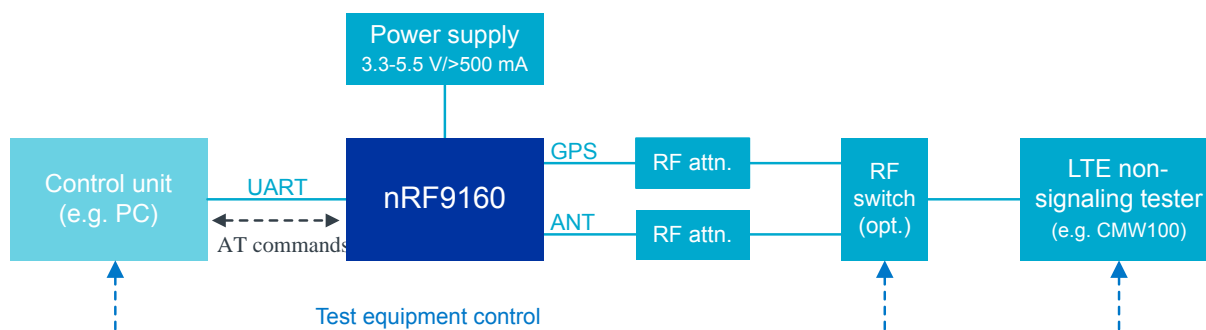 Power supply
3.3-5.5 V/>500 mA
Control unit
(e.g. PC)
UART
AT commands
nRF9160
GPS
ANT
RF attn.
RF attn.
RF
switch
(opt.)
LTE non-
signaling tester
(e.g. CMW100)
Test equipment control